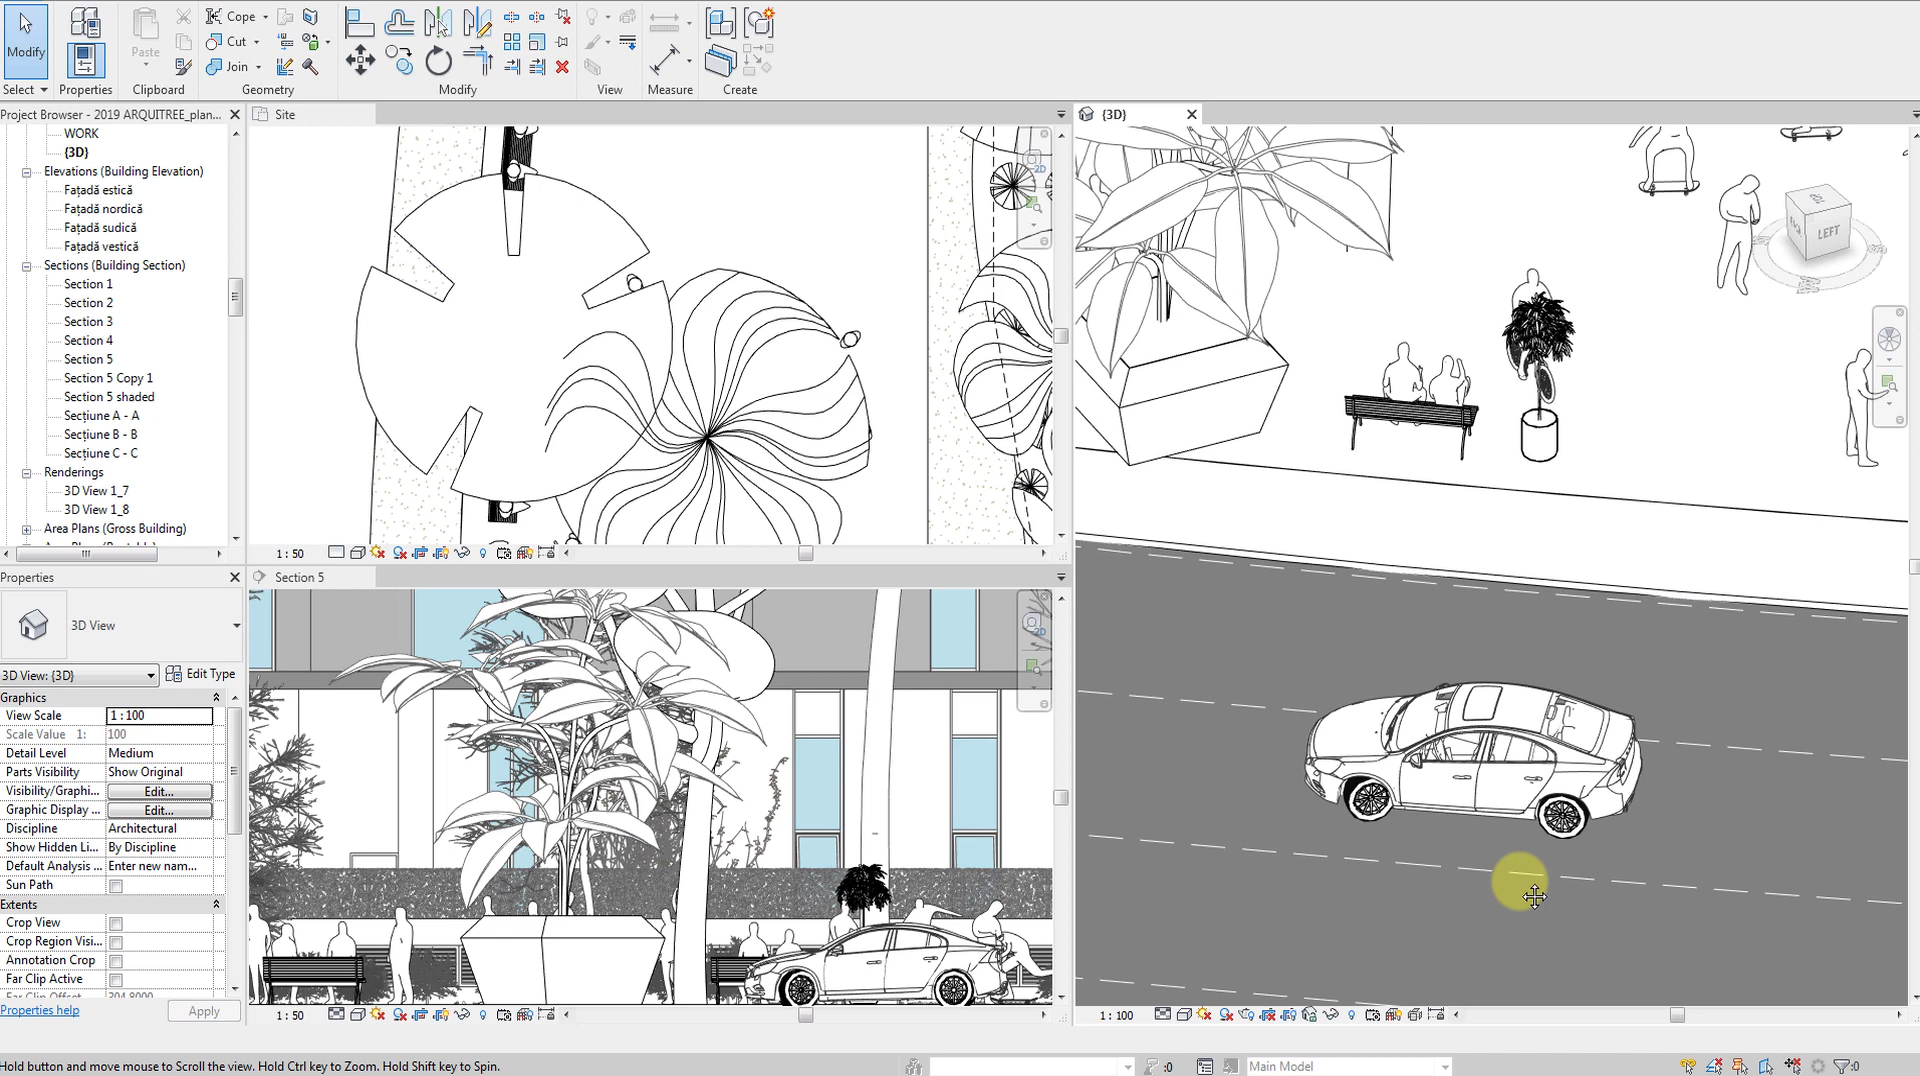 Modify
Select
Properties
Paste
Clipboard
Cope
Cut
Join
Geometry
Modify
View
Measure
Create
Project Browser - 2019 ARQUITREE_plan...
WORK
{3D}
Elevations (Building Elevation)
Fațadă estică
Fațadă nordică
Fațadă sudică
Fațadă vestică
Sections (Building Section)
Section 1
Section 2
Section 3
Section 4
Section 5
Section 5 Copy 1
Section 5 shaded
Secțiune A - A
Secțiune B - B
Secțiune C - C
Renderings
3D View 1_7
3D View 1_8
Area Plans (Gross Building)
Properties
3D View
3D View: {3D}
Edit Type
Graphics
View Scale 1 : 100
Scale Value 1: 100
Detail Level Medium
Parts Visibility Show Original
Visibility/Graphi... Edit...
Graphic Display ... Edit...
Discipline Architectural
Show Hidden Li... By Discipline
Default Analysis ... Enter new nam...
Sun Path
Extents
Crop View
Crop Region Visi...
Annotation Crop
Far Clip Active
Far Clip Offset 304.8000
Properties help
Apply
Site
2D
1 : 50
Section 5
2D
1 : 50
{3D}
LEFT
1 : 100
Hold button and move mouse to Scroll the view. Hold Ctrl key to Zoom. Hold Shift key to Spin.
:0
Main Model
:0